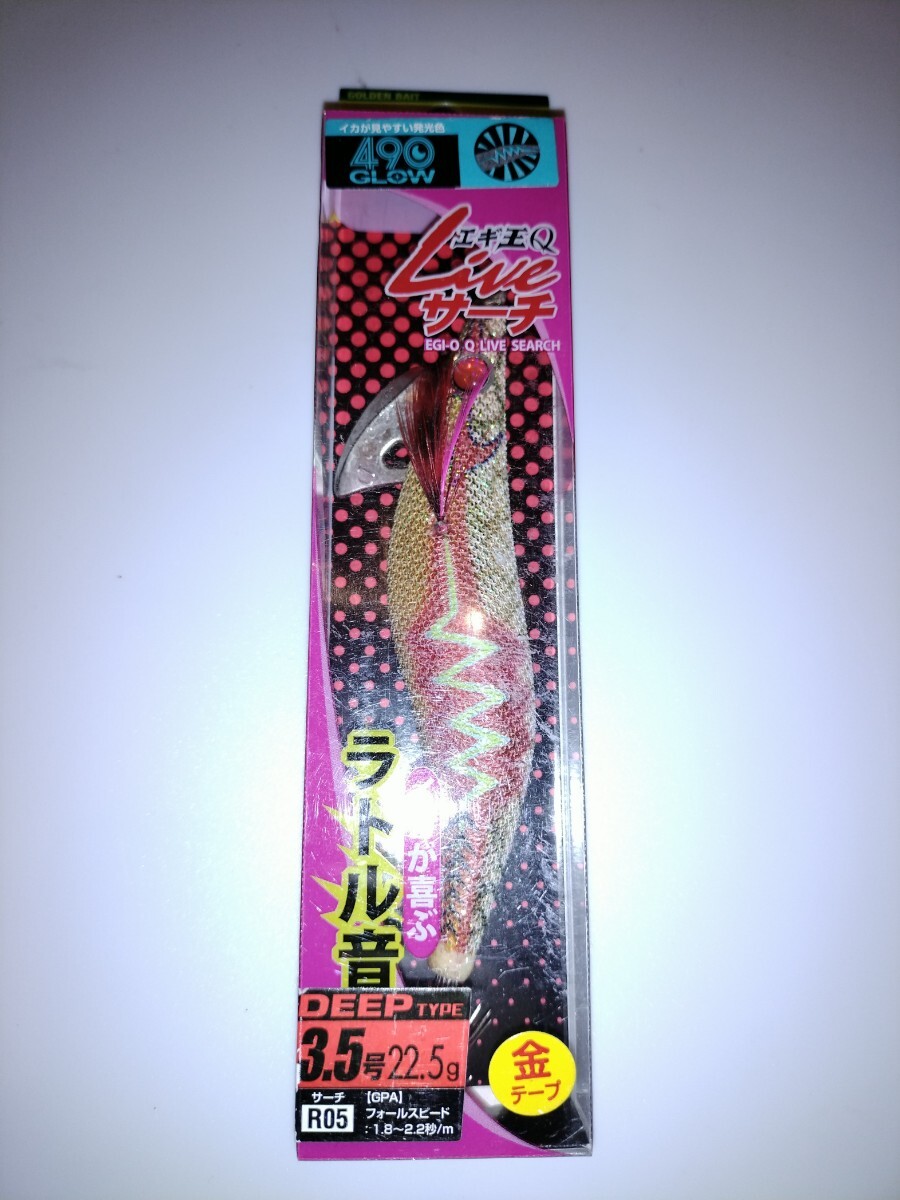 GOLDEN BAIT
イカが見やすい発光色
490
GLOW
エギ王Q
Live
サーチ
EGI-O Q LIVE SEARCH
ラトル音
が喜ぶ
DEEP TYPE
3.5号 22.5g
サーチ
R05
【GPA】
フォールスピード
:1.8〜2.2秒/m
金
テープ